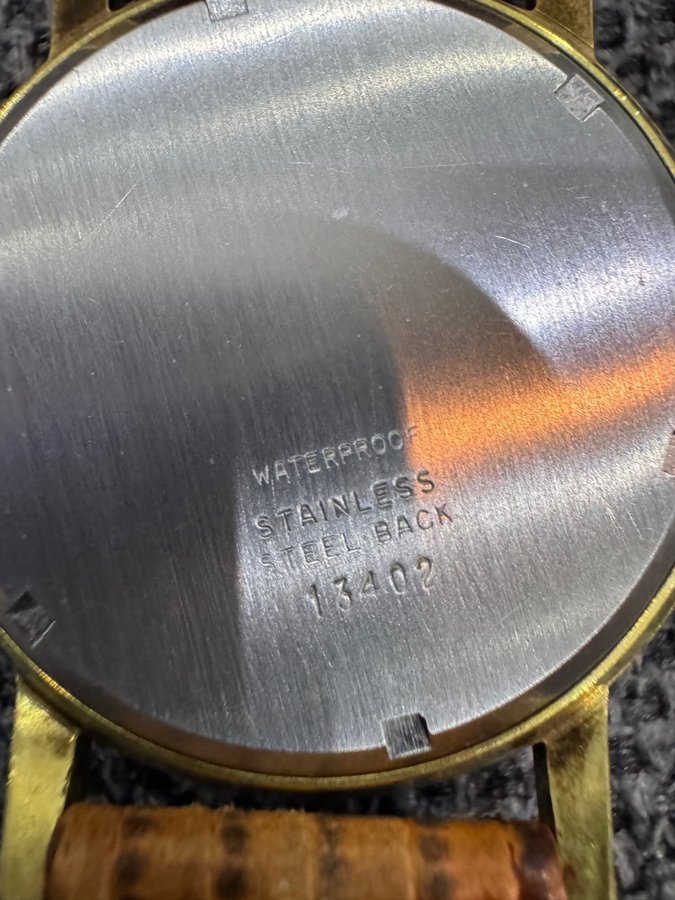 WATERPROOF
STAINLESS
STEEL BACK
13402